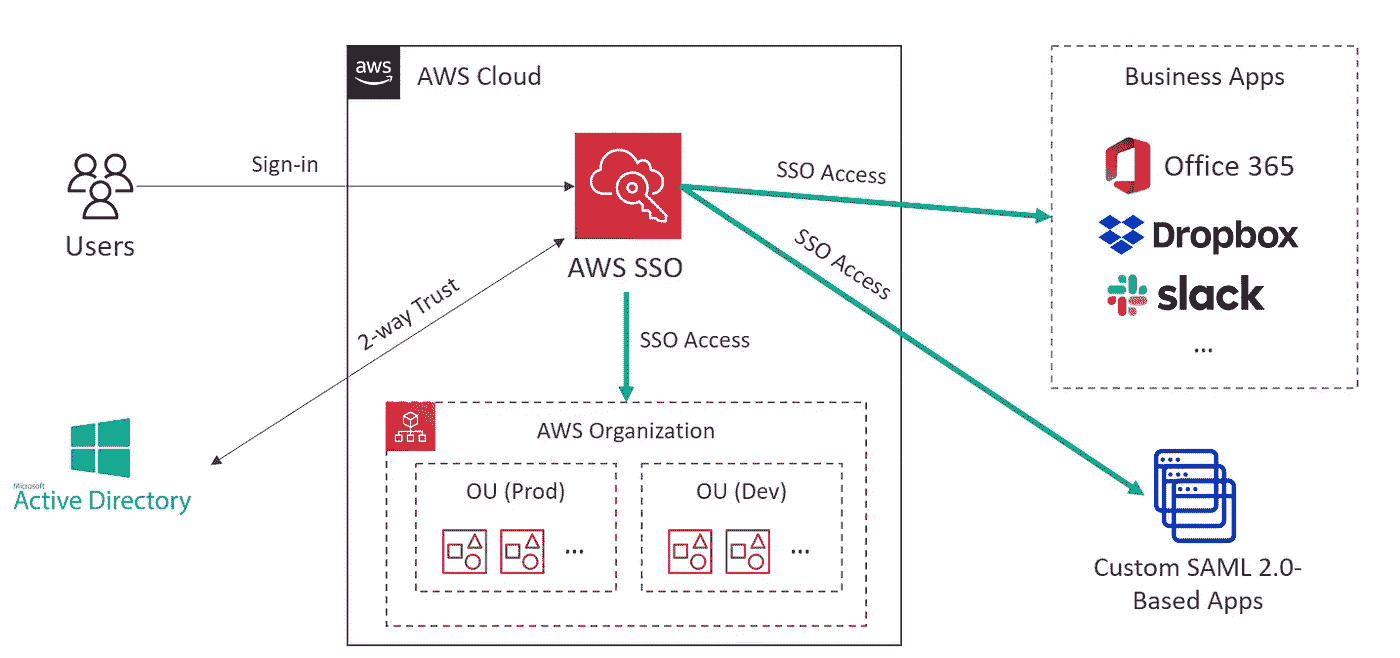 aws
AWS Cloud
Business Apps
Sign-in
SSO Access
Office 365
Users
AWS SSO
Dropbox
SSO Access
slack
2-way Trust
SSO Access
...
AWS Organization
Microsoft
Active Directory
OU (Prod)
OU (Dev)
...
...
Custom SAML 2.0-
Based Apps